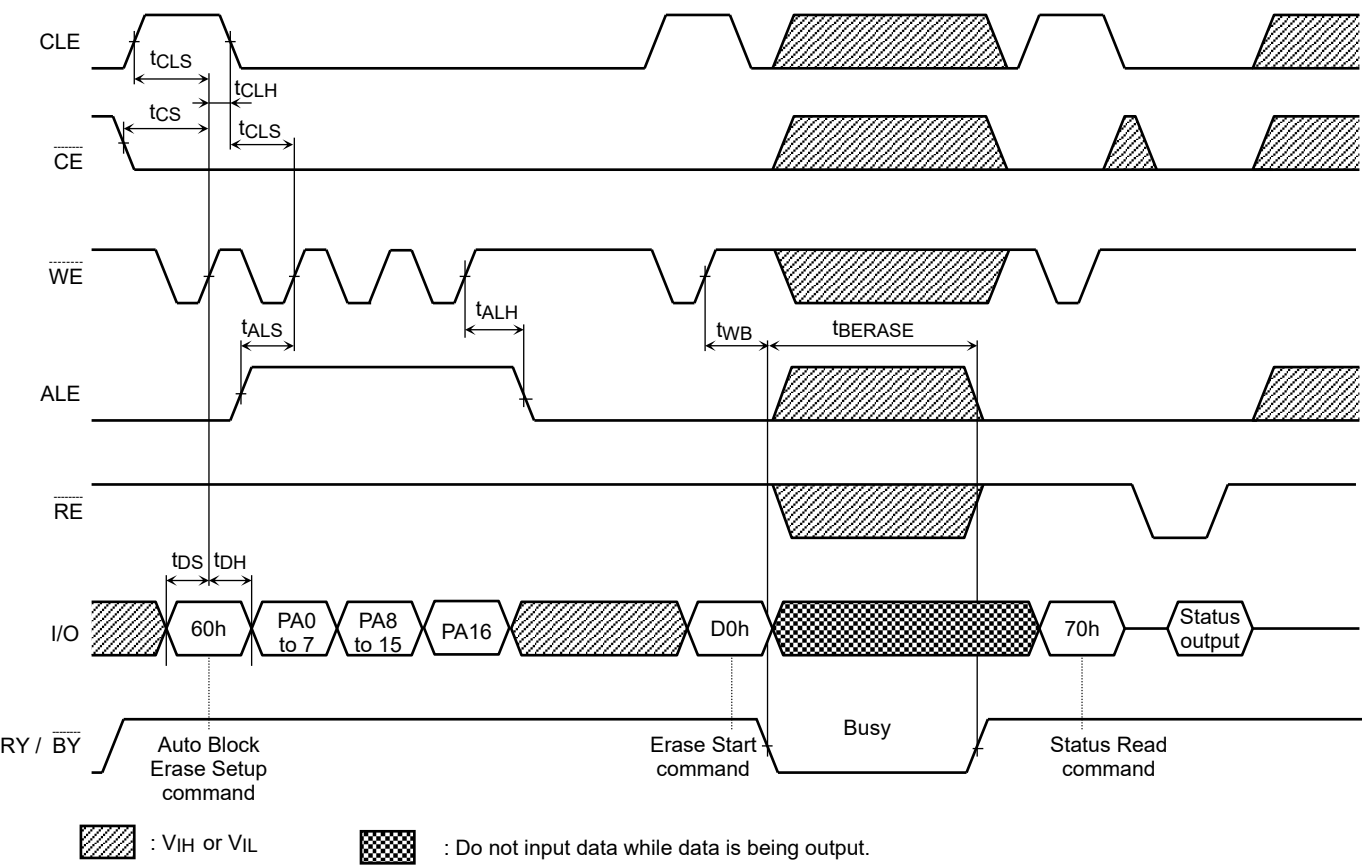 CLE
tCLS
tCLH
tCS
tCLS
CE
WE
tALS
tALH
tWB
tBERASE
ALE
RE
tDS
tDH
I/O
60h
PA0
to 7
PA8
to 15
PA16
D0h
70h
Status
output
RY / BY
Busy
Auto Block
Erase Setup
command
Erase Start
command
Status Read
command
: VIH or VIL
: Do not input data while data is being output.